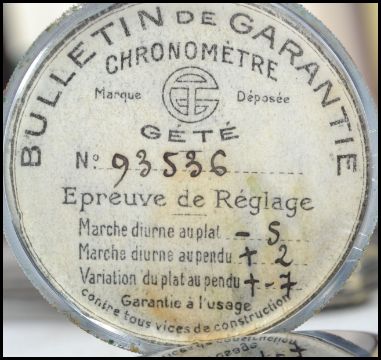 BULLETIN DE GARANTIE
CHRONOMÈTRE
Marque Déposée
GÉTÉ
No 93536
Epreuve de Réglage
Marche diurne au plat - 5
Marche diurne au pendu + 2
Variation du plat au pendu + - 7
Garantie à l'usage
contre tous vices de construction